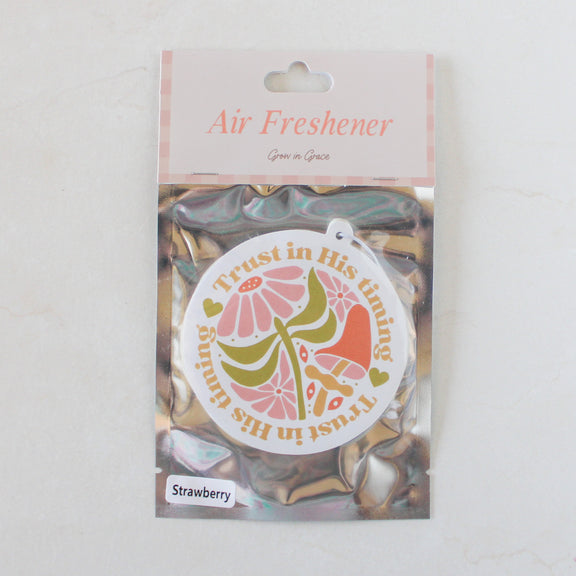 Air Freshener
Grow in Grace
Trust in His timing
Trust in His timing
Strawberry